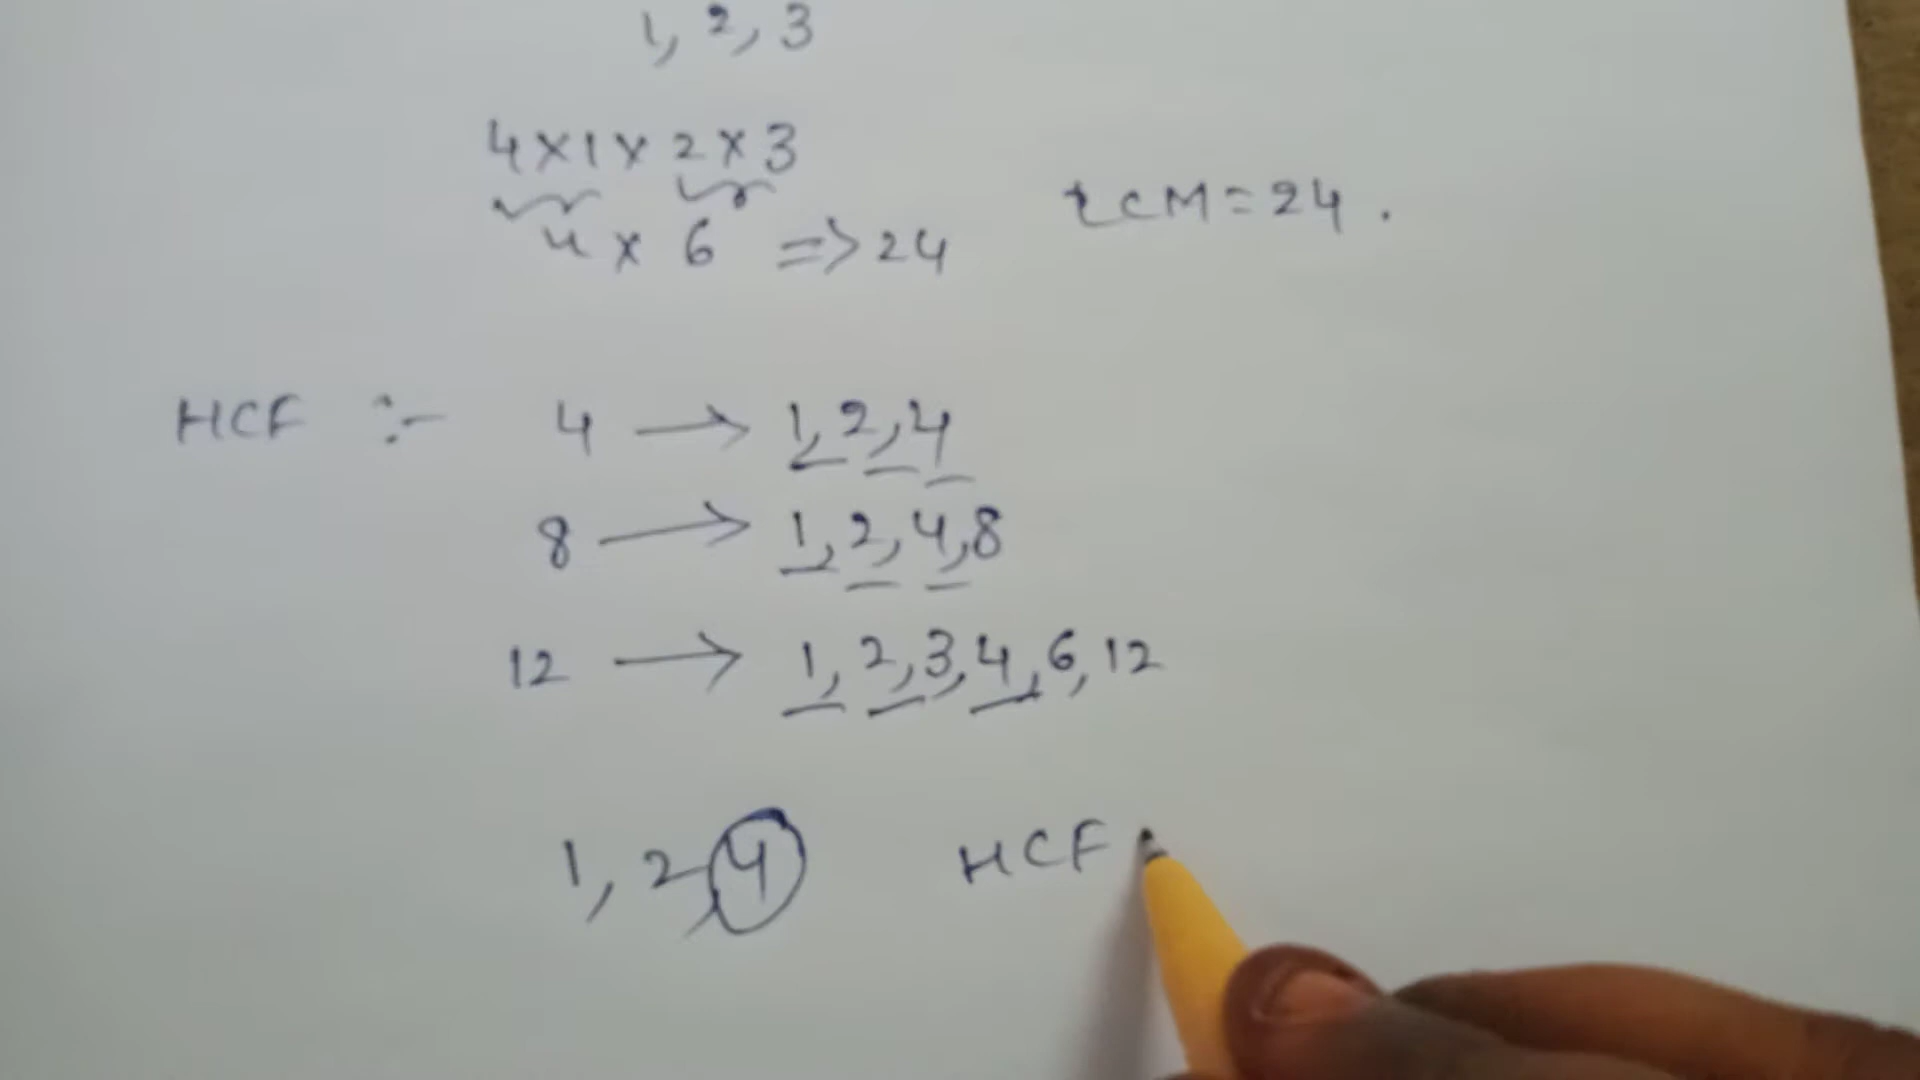 1, 2, 3
4 x 1 x 2 x 3
4 x 6 => 24
LCM = 24.
HCF :- 4 → 1, 2, 4
8 → 1, 2, 4, 8
12 → 1, 2, 3, 4, 6, 12
1, 2, 4 HCF =